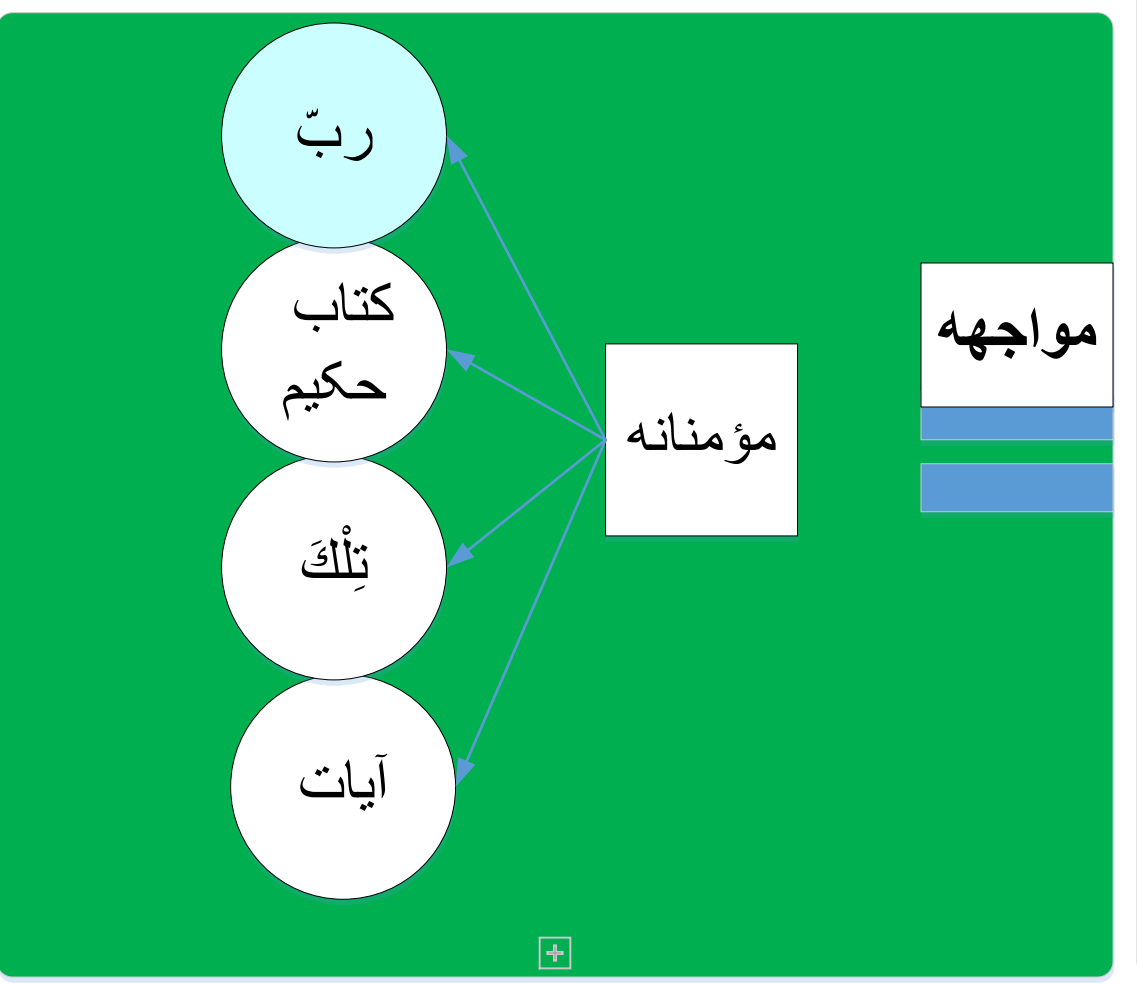 مواجهه
مؤمنانه
ربّ
کتاب
حکیم
تِلْكَ
آیات